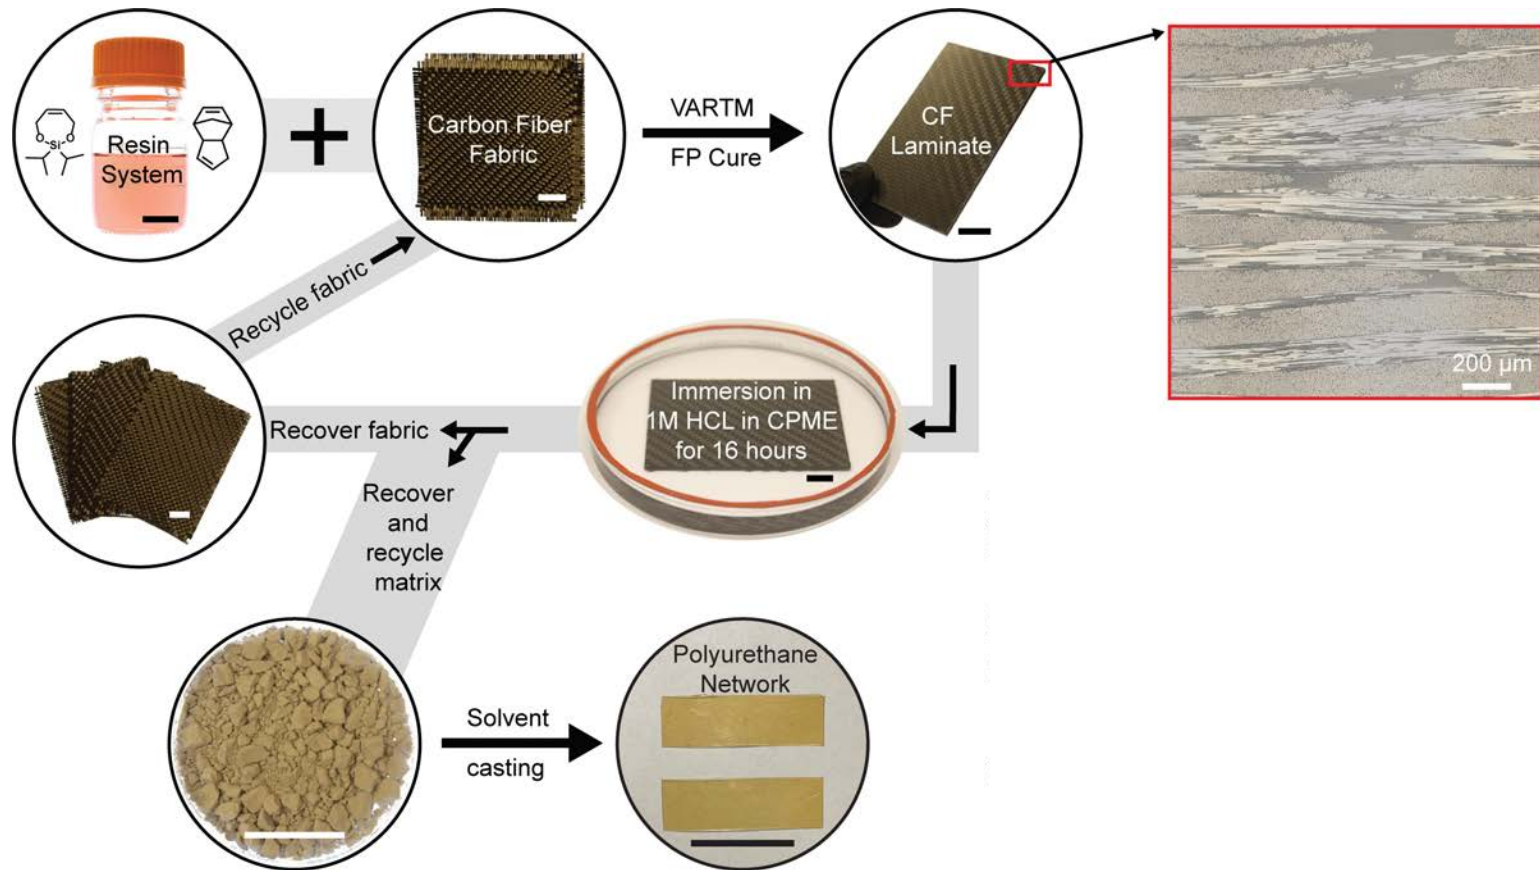 Resin
System
O
O
Si
Carbon Fiber
Fabric
VARTM
FP Cure
CF
Laminate
200 µm
Recycle fabric
Immersion in
1M HCL in CPME
for 16 hours
Recover fabric
Recover
and
recycle
matrix
Solvent
casting
Polyurethane
Network